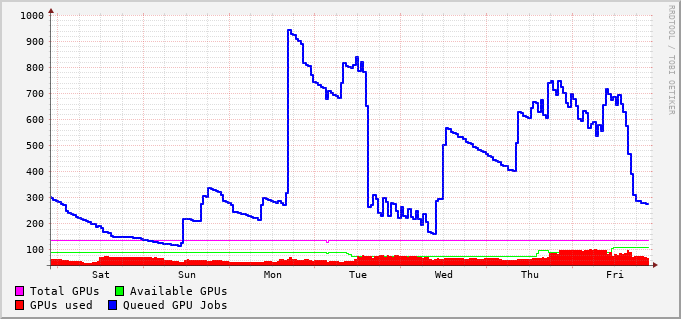 1000
900
800
700
600
500
400
300
200
100
Sat Sun Mon Tue Wed Thu Fri
Total GPUs Available GPUs
GPUs used Queued GPU Jobs
RRDTOOL / TOBI OETIKER